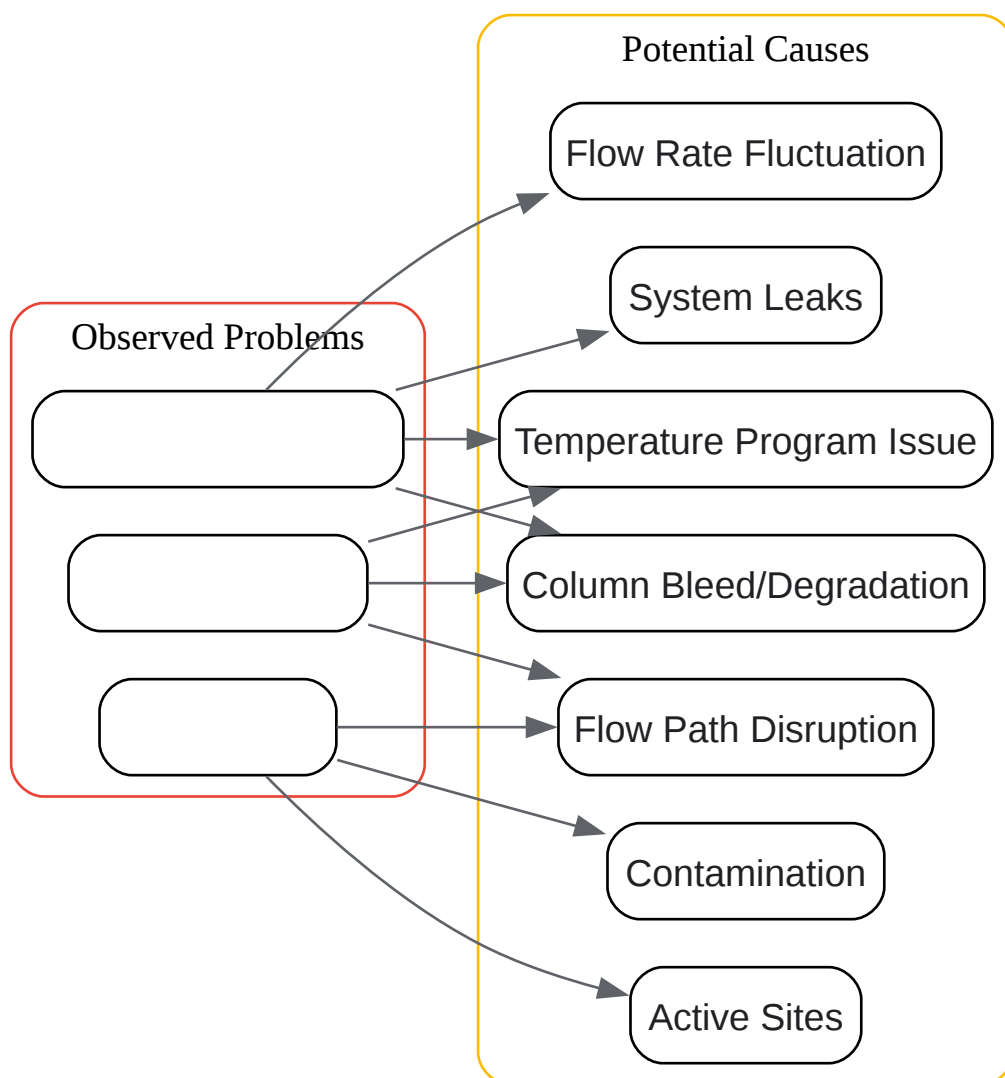 Potential Causes
Flow Rate Fluctuation
System Leaks
Observed Problems
Temperature Program Issue
Column Bleed/Degradation
Flow Path Disruption
Contamination
Active Sites